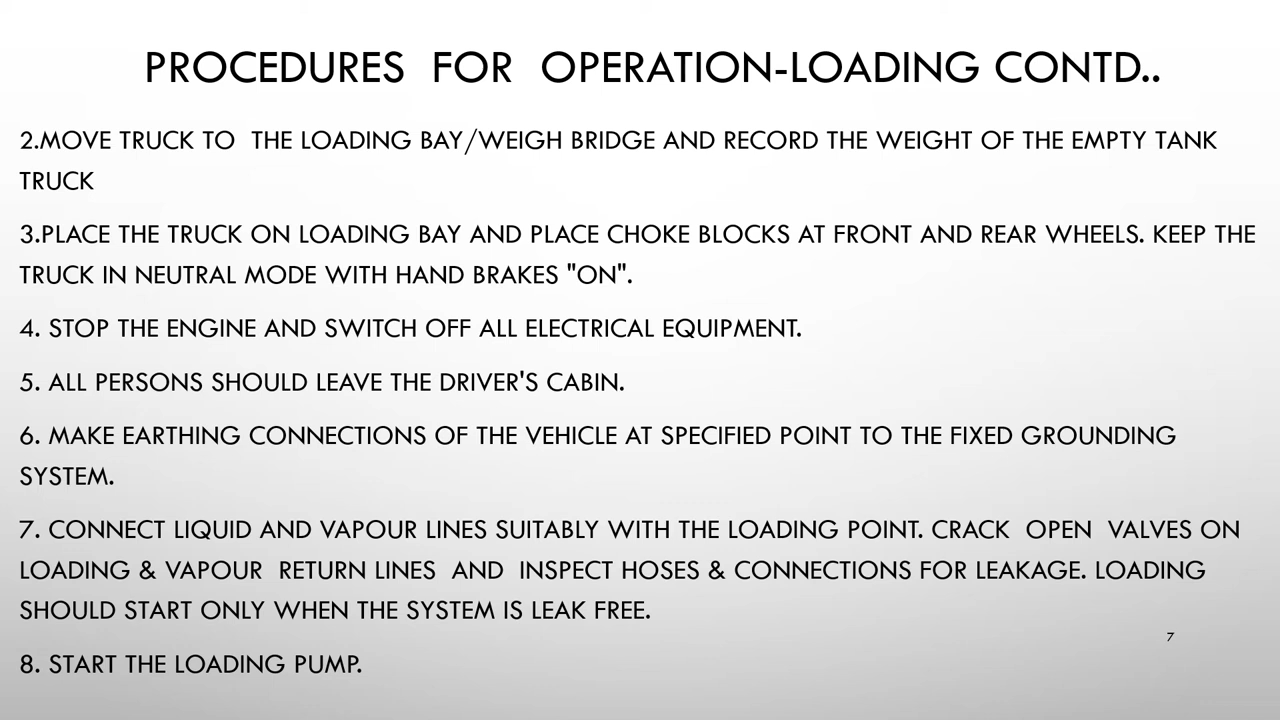 PROCEDURES FOR OPERATION-LOADING CONTD..
2.MOVE TRUCK TO THE LOADING BAY/WEIGH BRIDGE AND RECORD THE WEIGHT OF THE EMPTY TANK
TRUCK
3.PLACE THE TRUCK ON LOADING BAY AND PLACE CHOKE BLOCKS AT FRONT AND REAR WHEELS. KEEP THE
TRUCK IN NEUTRAL MODE WITH HAND BRAKES "ON".
4. STOP THE ENGINE AND SWITCH OFF ALL ELECTRICAL EQUIPMENT.
5. ALL PERSONS SHOULD LEAVE THE DRIVER'S CABIN.
6. MAKE EARTHING CONNECTIONS OF THE VEHICLE AT SPECIFIED POINT TO THE FIXED GROUNDING
SYSTEM.
7. CONNECT LIQUID AND VAPOUR LINES SUITABLY WITH THE LOADING POINT. CRACK OPEN VALVES ON
LOADING & VAPOUR RETURN LINES AND INSPECT HOSES & CONNECTIONS FOR LEAKAGE. LOADING
SHOULD START ONLY WHEN THE SYSTEM IS LEAK FREE.
7
8. START THE LOADING PUMP.